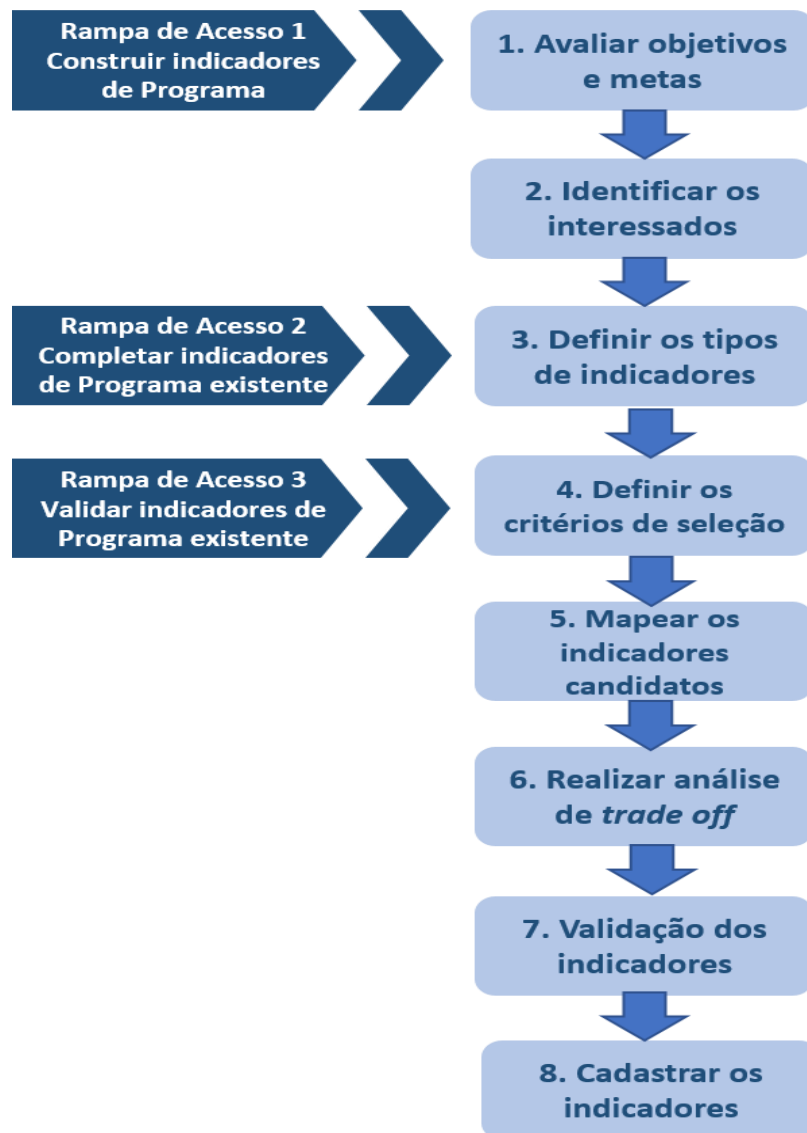 Rampa de Acesso 1
Construir indicadores
de Programa
1. Avaliar objetivos
e metas
2. Identificar os
interessados
Rampa de Acesso 2
Completar indicadores
de Programa existente
3. Definir os tipos
de indicadores
Rampa de Acesso 3
Validar indicadores de
Programa existente
4. Definir os
critérios de seleção
5. Mapear os
indicadores
candidatos
6. Realizar análise
de trade off
7. Validação dos
indicadores
8. Cadastrar os
indicadores